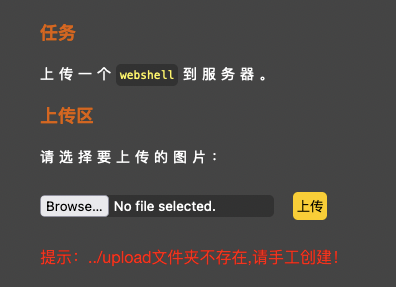 任务
上传一个 webshell 到服务器。
上传区
请选择要上传的图片：
Browse... No file selected. 上传
提示：../upload文件夹不存在,请手工创建！